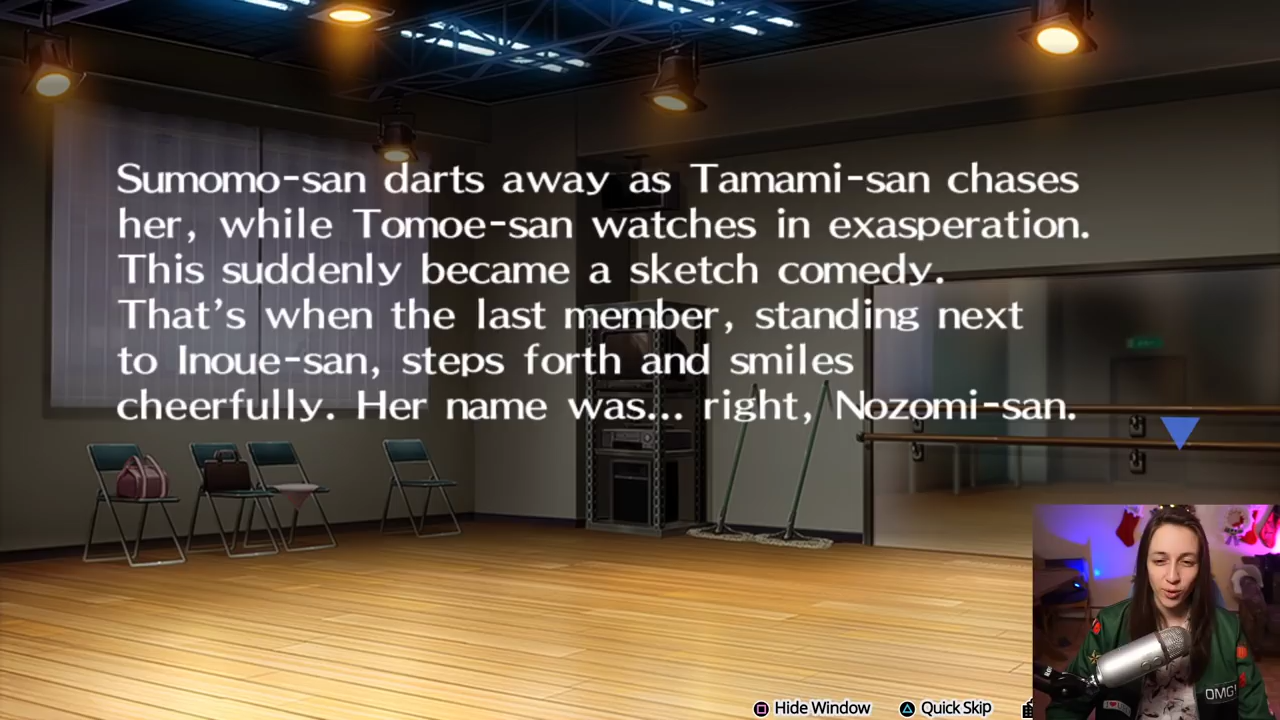 Sumomo-san darts away as Tamami-san chases
her, while Tomoe-san watches in exasperation.
This suddenly became a sketch comedy.
That's when the last member, standing next
to Inoue-san, steps forth and smiles
cheerfully. Her name was... right, Nozomi-san.
OMG!
Hide Window Quick Skip